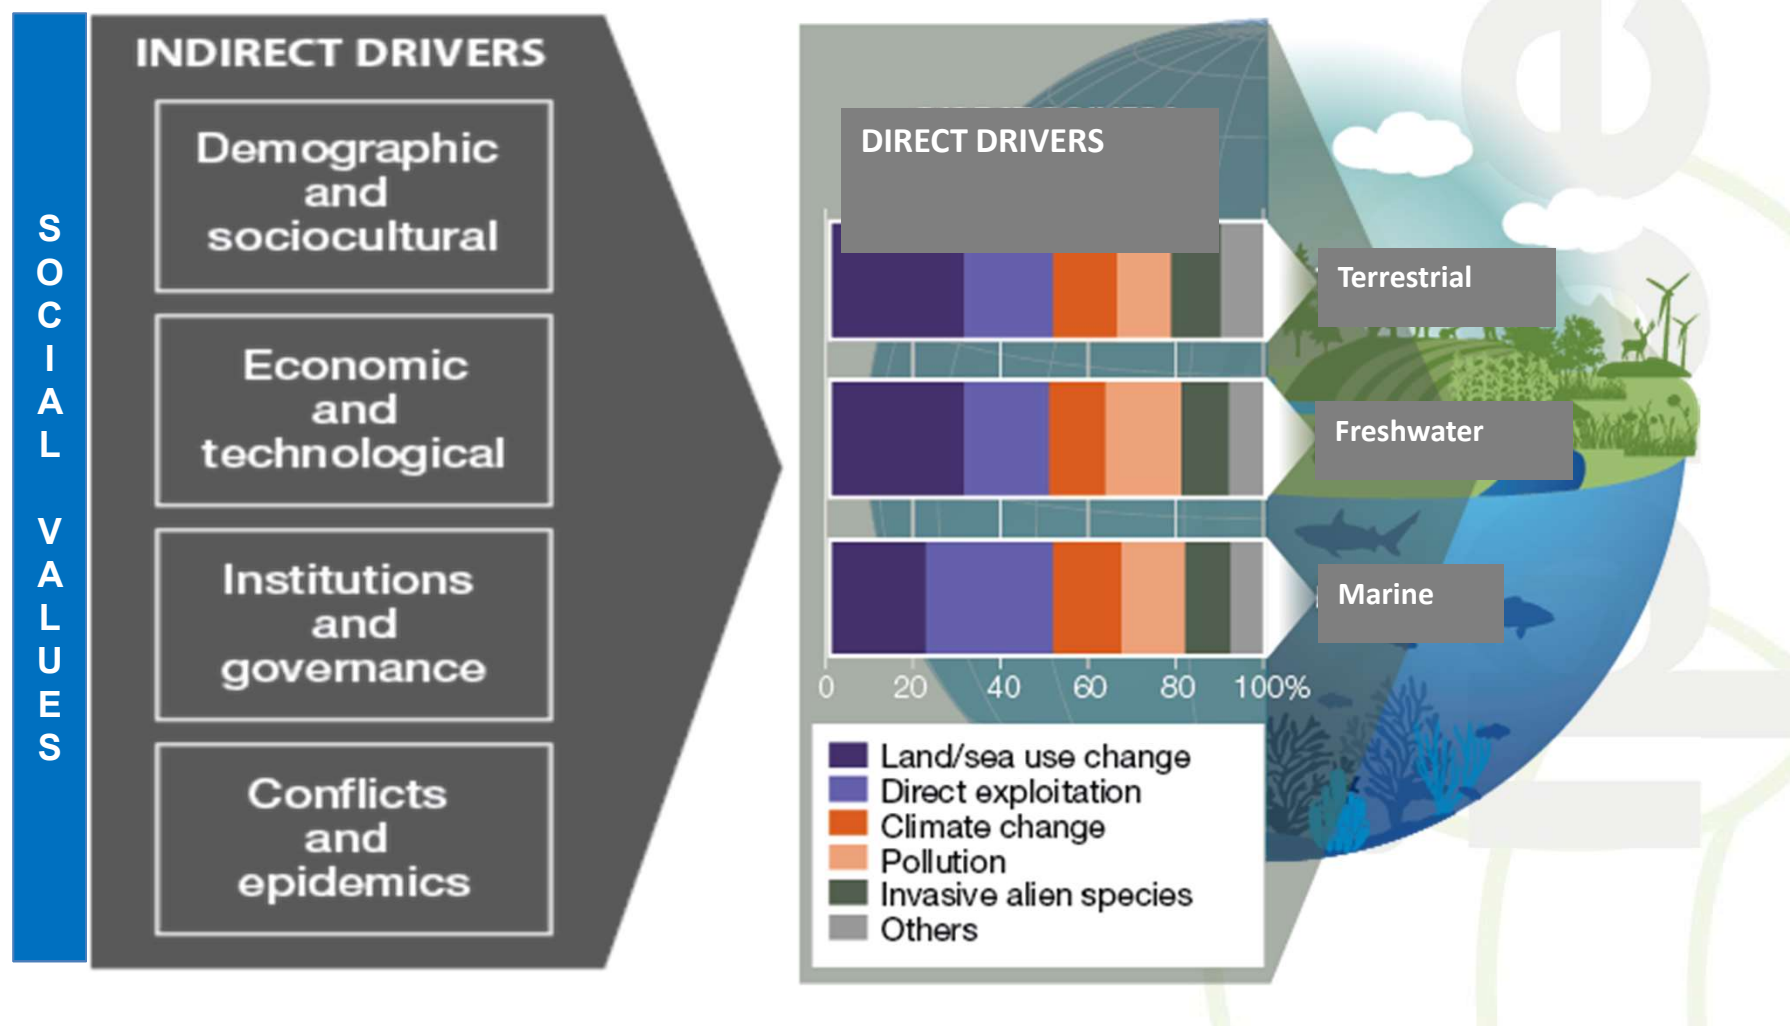 SOCIAL VALUES
INDIRECT DRIVERS
Demographic
and
sociocultural
Economic
and
technological
Institutions
and
governance
Conflicts
and
epidemics
DIRECT DRIVERS
Terrestrial
Freshwater
Marine
0 20 40 60 80 100%
Land/sea use change
Direct exploitation
Climate change
Pollution
Invasive alien species
Others